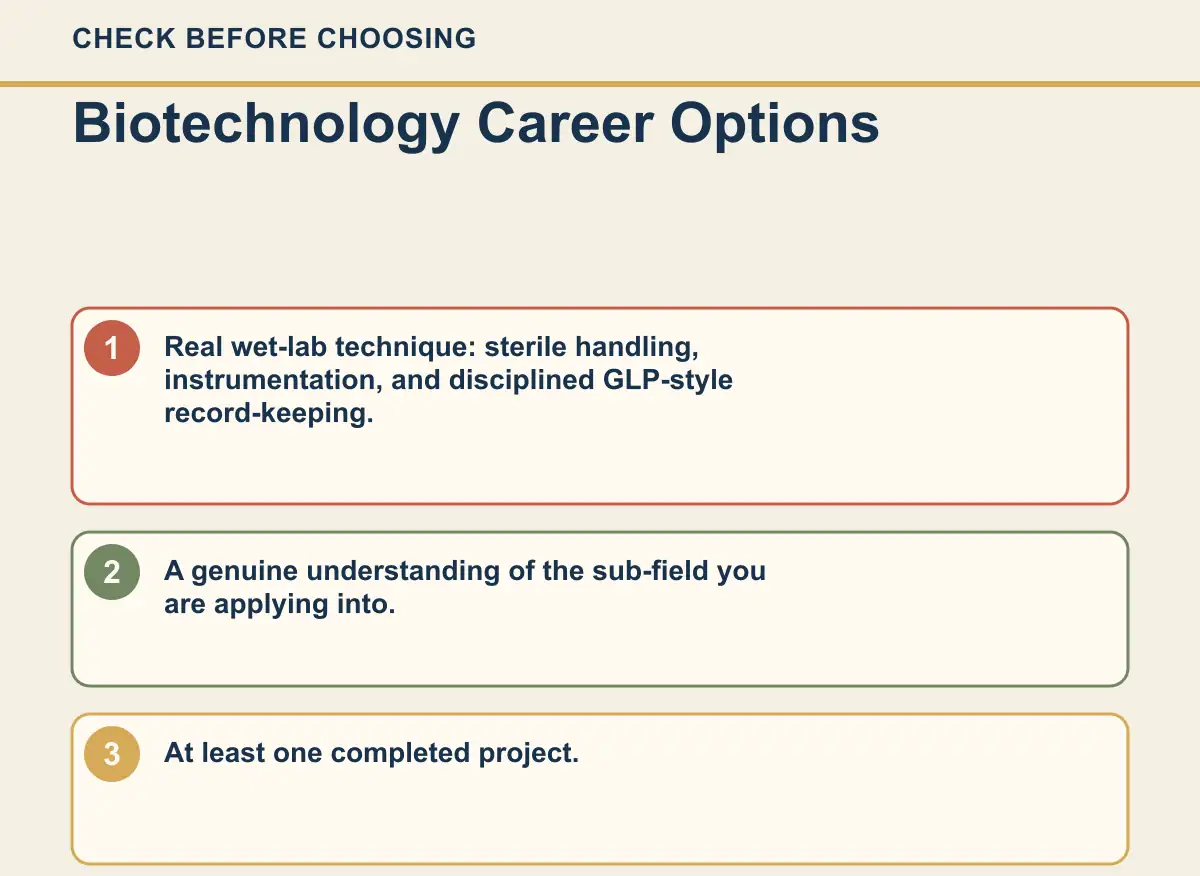 CHECK BEFORE CHOOSING
Biotechnology Career Options
1
Real wet-lab technique: sterile handling,
instrumentation, and disciplined GLP-style
record-keeping.
2
A genuine understanding of the sub-field you
are applying into.
3
At least one completed project.